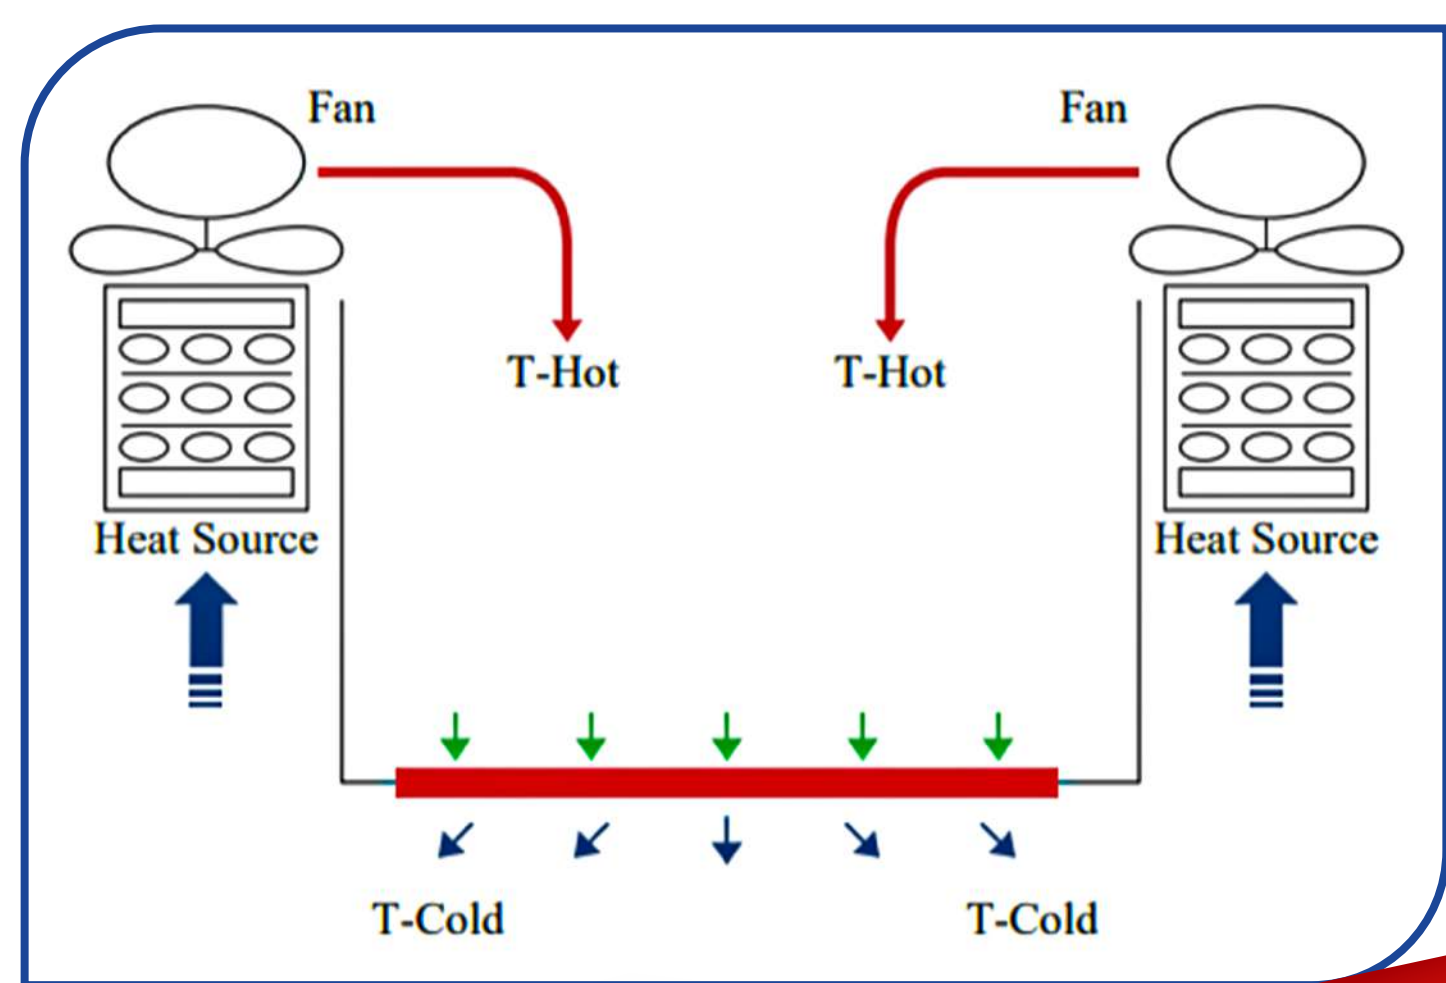 Fan
Fan
T-Hot
T-Hot
Heat Source
Heat Source
T-Cold
T-Cold